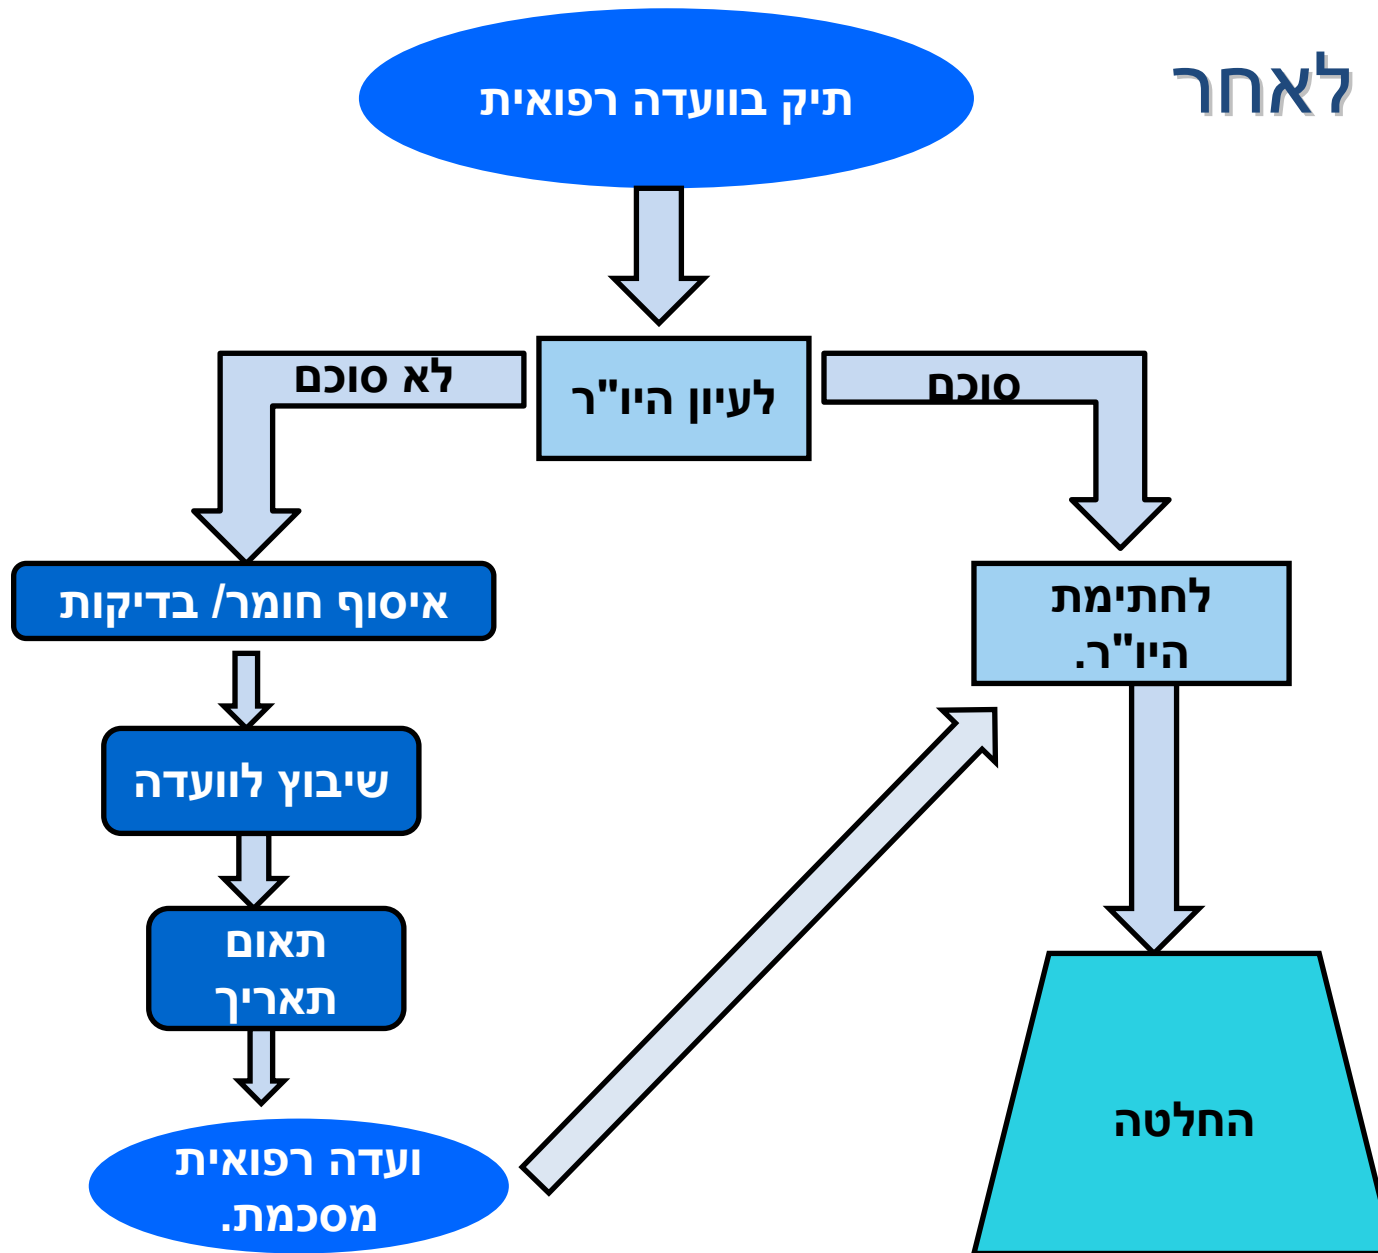 לאחר
תיק בוועדה רפואית
לעיון היו"ר
סוכם
לא סוכם
לחתימת
היו"ר.
איסוף חומר/ בדיקות
שיבוץ לוועדה
תאום
תאריך
ועדה רפואית
מסכמת.
החלטה